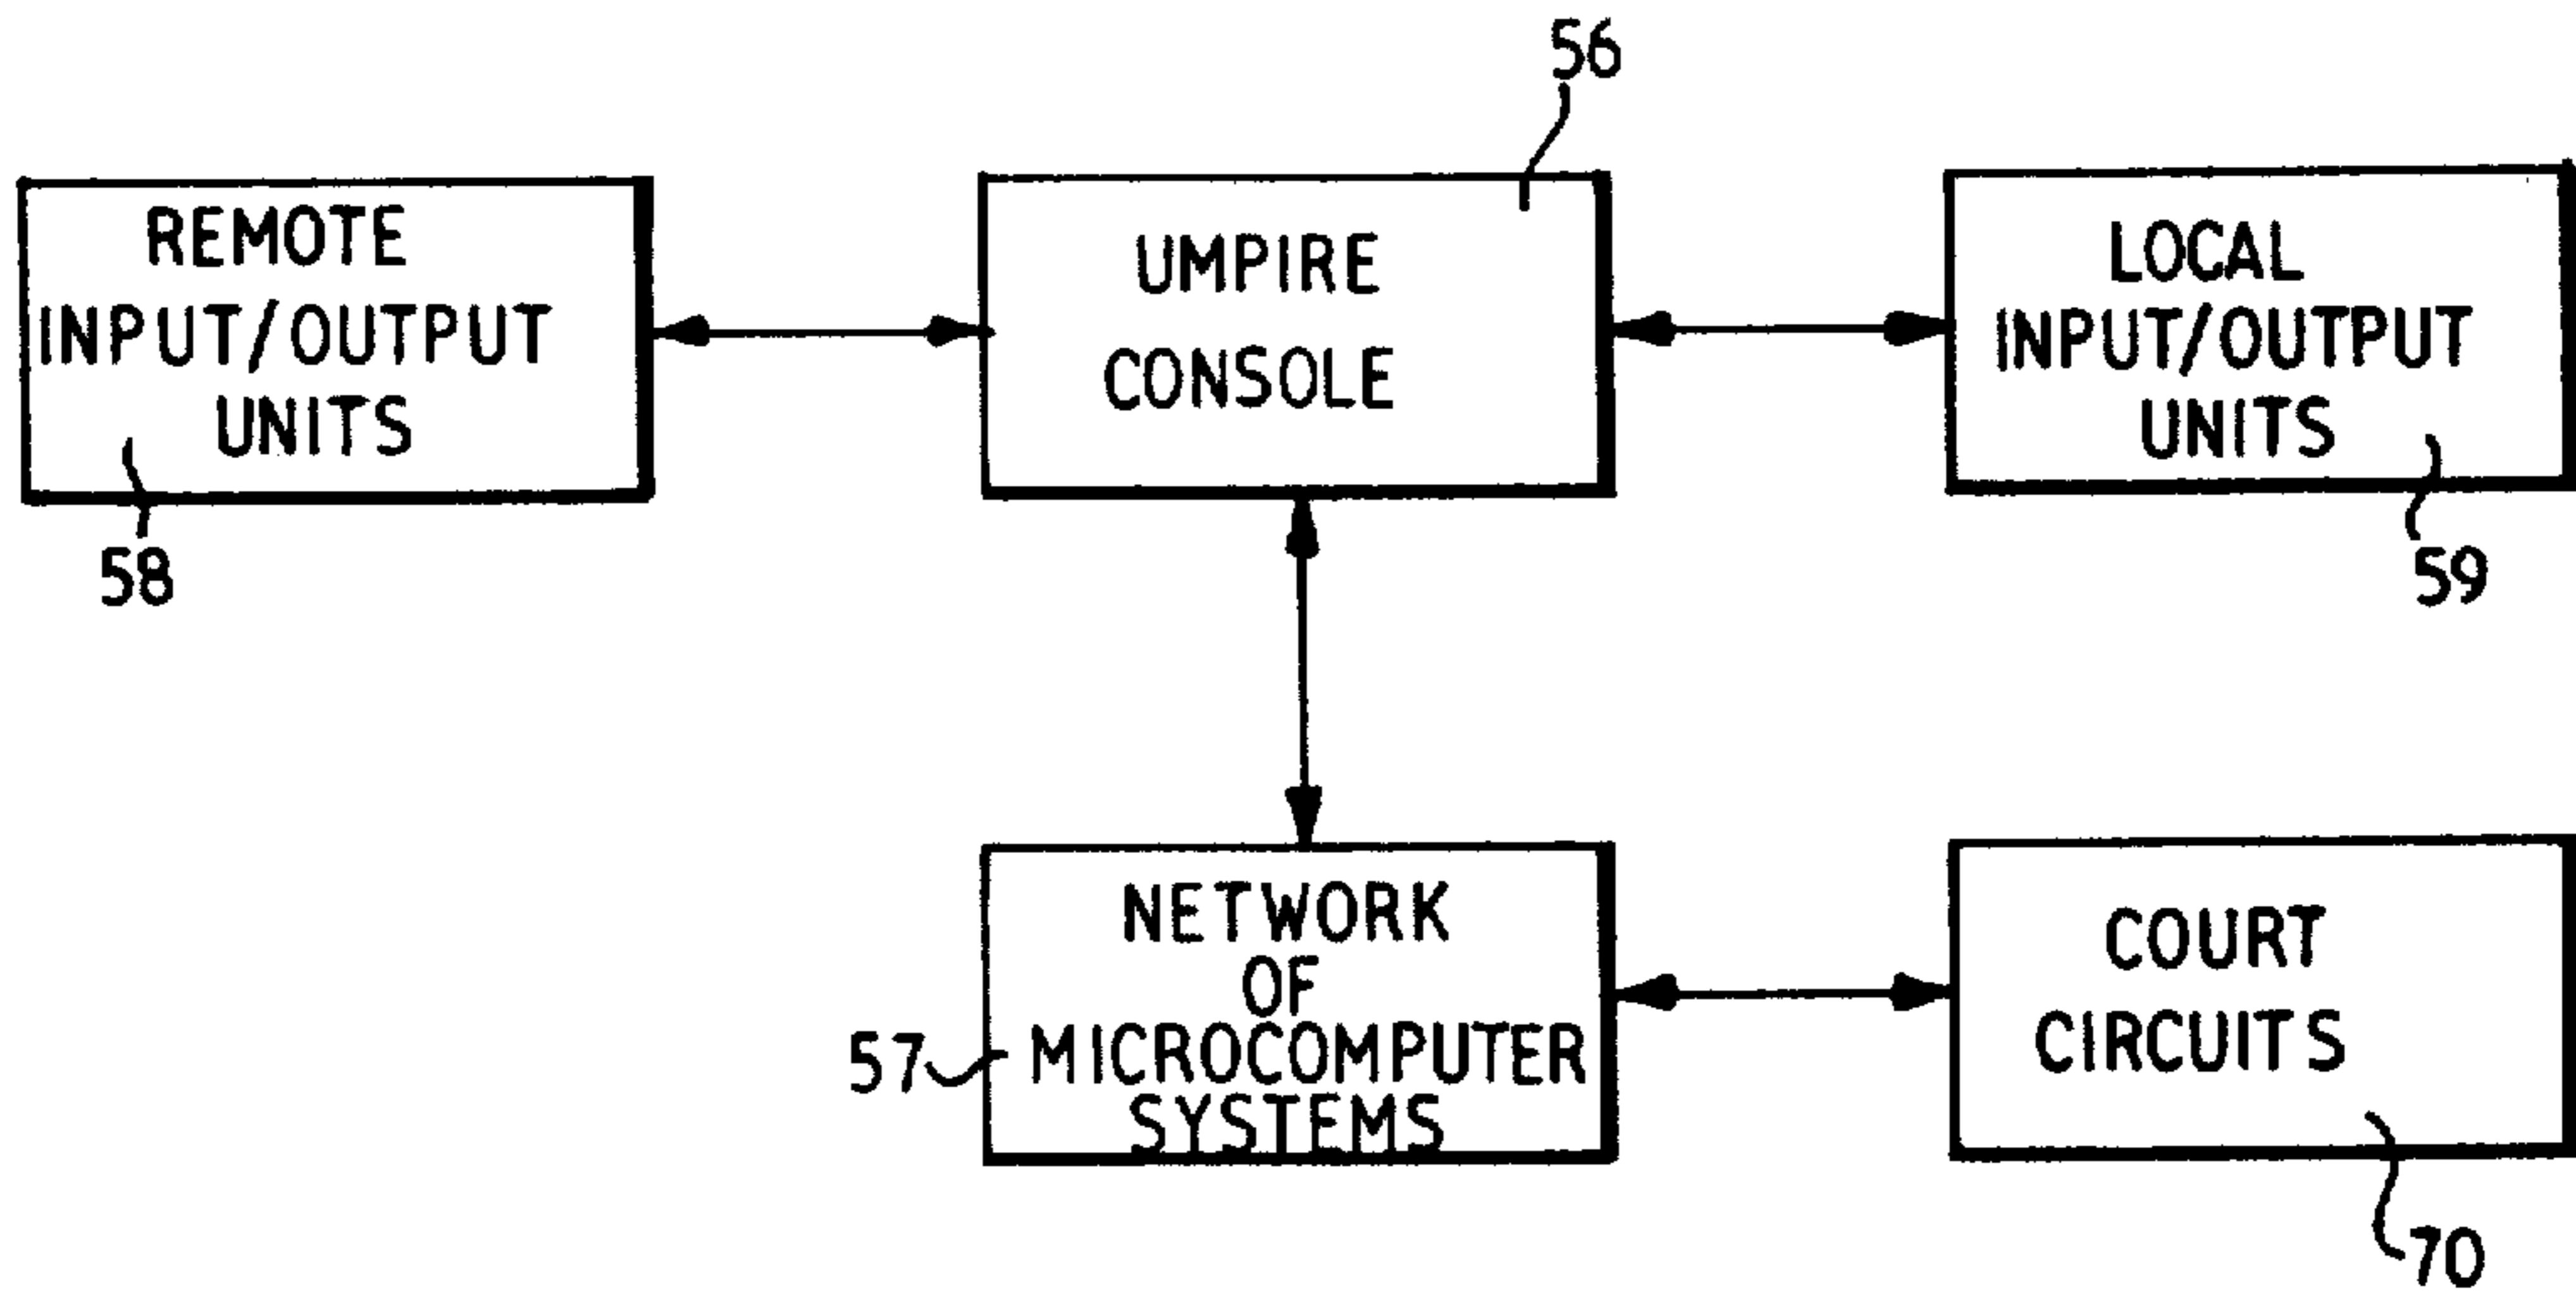 56
REMOTE
INPUT/OUTPUT
UNITS
58
UMPIRE
CONSOLE
LOCAL
INPUT/OUTPUT
UNITS
59
57
NETWORK
OF
MICROCOMPUTER
SYSTEMS
COURT
CIRCUITS
70